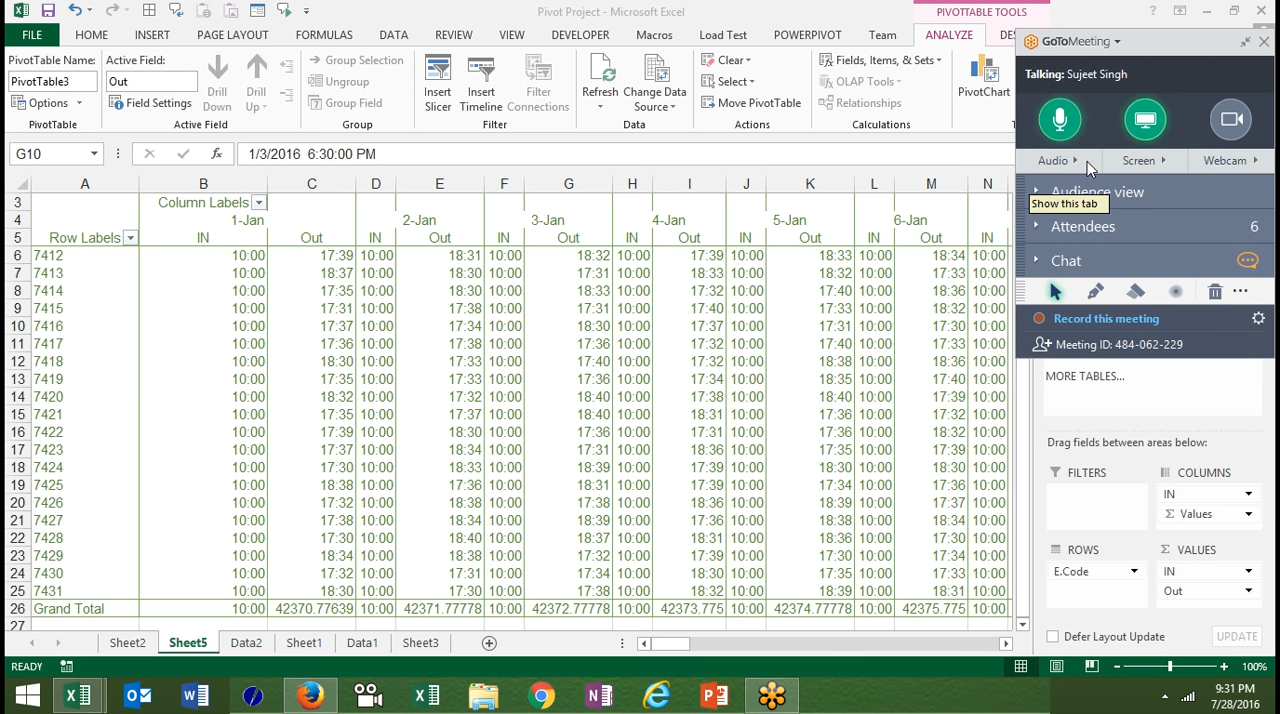 Pivot Project - Microsoft Excel
PIVOTTABLE TOOLS
FILE HOME INSERT PAGE LAYOUT FORMULAS DATA REVIEW VIEW DEVELOPER Macros Load Test POWERPIVOT Team ANALYZE
PivotTable Name:
PivotTable3
Options
PivotTable
Active Field:
Out
Field Settings
Drill Down
Drill Up
Active Field
Group Selection
Ungroup
Group Field
Group
Insert Slicer
Insert Timeline
Filter Connections
Filter
Refresh
Change Data Source
Data
Clear
Select
Move PivotTable
Actions
Fields, Items, & Sets
OLAP Tools
Relationships
Calculations
PivotChart
G10
fx
1/3/2016 6:30:00 PM
A B C D E F G H I J K L M N
3 Column Labels
4 1-Jan 2-Jan 3-Jan 4-Jan 5-Jan 6-Jan
5 Row Labels IN Out IN Out IN Out IN Out IN Out IN Out IN
6 7412 10:00 17:39 10:00 18:31 10:00 18:32 10:00 17:39 10:00 18:33 10:00 18:34 10:00
7 7413 10:00 18:37 10:00 18:30 10:00 17:31 10:00 18:33 10:00 18:32 10:00 17:33 10:00
8 7414 10:00 17:35 10:00 18:30 10:00 18:33 10:00 17:32 10:00 17:40 10:00 18:36 10:00
9 7415 10:00 17:31 10:00 17:38 10:00 17:31 10:00 17:40 10:00 17:33 10:00 18:32 10:00
10 7416 10:00 17:37 10:00 17:34 10:00 18:30 10:00 17:37 10:00 17:31 10:00 17:30 10:00
11 7417 10:00 17:36 10:00 17:38 10:00 17:36 10:00 17:32 10:00 17:40 10:00 17:33 10:00
12 7418 10:00 18:36 10:00 17:33 10:00 17:40 10:00 17:32 10:00 18:38 10:00 18:36 10:00
13 7419 10:00 17:35 10:00 17:33 10:00 17:36 10:00 17:34 10:00 18:35 10:00 17:40 10:00
14 7420 10:00 18:32 10:00 17:32 10:00 18:40 10:00 17:38 10:00 18:40 10:00 17:39 10:00
15 7421 10:00 17:35 10:00 17:37 10:00 18:40 10:00 18:31 10:00 17:36 10:00 17:32 10:00
16 7422 10:00 17:39 10:00 18:30 10:00 17:36 10:00 17:31 10:00 17:36 10:00 18:32 10:00
17 7423 10:00 17:37 10:00 17:34 10:00 17:31 10:00 18:36 10:00 17:35 10:00 17:39 10:00
18 7424 10:00 17:30 10:00 18:33 10:00 18:39 10:00 17:39 10:00 18:30 10:00 18:30 10:00
19 7425 10:00 18:38 10:00 17:36 10:00 18:31 10:00 17:39 10:00 17:34 10:00 17:36 10:00
20 7426 10:00 17:32 10:00 18:38 10:00 17:38 10:00 18:36 10:00 18:39 10:00 17:37 10:00
21 7427 10:00 17:38 10:00 18:34 10:00 18:39 10:00 17:36 10:00 18:38 10:00 18:34 10:00
22 7428 10:00 17:30 10:00 18:40 10:00 18:37 10:00 18:31 10:00 18:36 10:00 17:30 10:00
23 7429 10:00 18:34 10:00 18:38 10:00 17:32 10:00 17:39 10:00 17:30 10:00 17:38 10:00
24 7430 10:00 17:32 10:00 17:31 10:00 17:34 10:00 18:30 10:00 17:35 10:00 17:33 10:00
25 7431 10:00 18:30 10:00 17:30 10:00 17:38 10:00 18:32 10:00 18:39 10:00 18:31 10:00
26 Grand Total 10:00 42370.77639 10:00 42371.77778 10:00 42372.77778 10:00 42373.775 10:00 42374.77778 10:00 42375.775 10:00
27
Sheet2 Sheet5 Data2 Sheet1 Data1 Sheet3
READY
100%
GoToMeeting
Talking: Sujeet Singh
Audio Screen Webcam
Audience view
Show this tab
Attendees 6
Chat
Record this meeting
Meeting ID: 484-062-229
MORE TABLES...
Drag fields between areas below:
FILTERS
COLUMNS
IN
Σ Values
ROWS
E.Code
Σ VALUES
IN
Out
Defer Layout Update
UPDATE
9:31 PM
7/28/2016